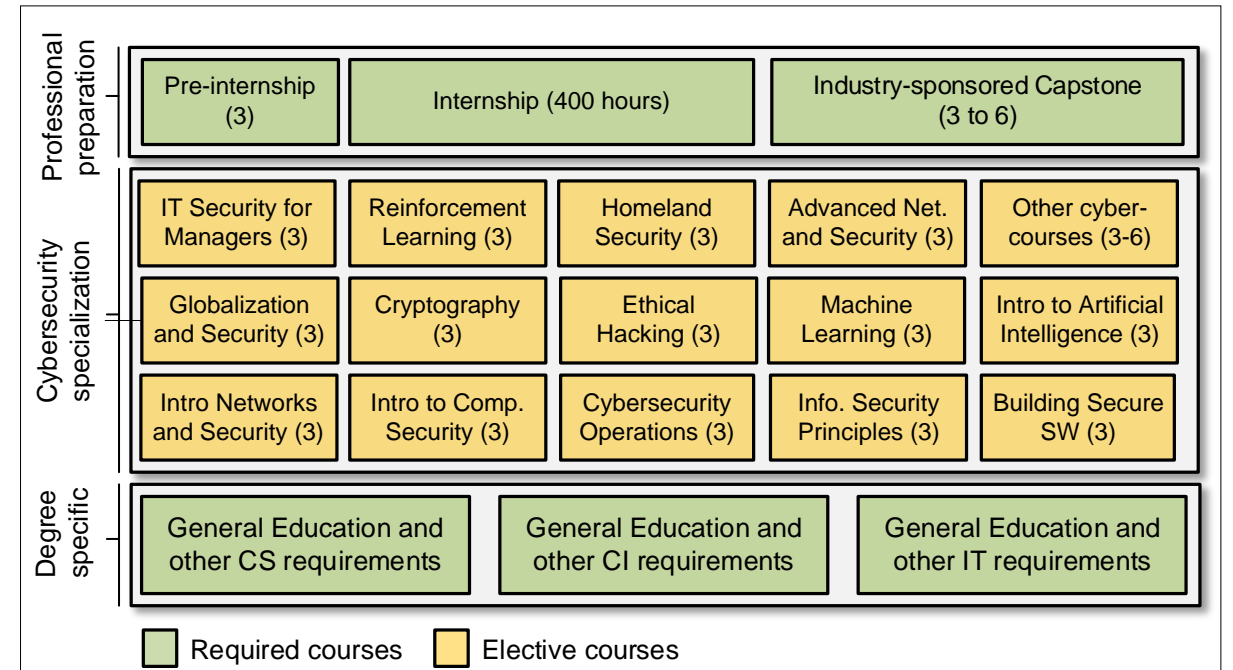 Professional
preparation
Pre-internship
(3)
Internship (400 hours)
Industry-sponsored Capstone
(3 to 6)
Cybersecurity
specialization
IT Security for
Managers (3)
Reinforcement
Learning (3)
Homeland
Security (3)
Advanced Net.
and Security (3)
Other cyber-
courses (3-6)
Globalization
and Security (3)
Cryptography
(3)
Ethical
Hacking (3)
Machine
Learning (3)
Intro to Artificial
Intelligence (3)
Intro Networks
and Security (3)
Intro to Comp.
Security (3)
Cybersecurity
Operations (3)
Info. Security
Principles (3)
Building Secure
SW (3)
Degree
specific
General Education and
other CS requirements
General Education and
other CI requirements
General Education and
other IT requirements
Required courses
Elective courses